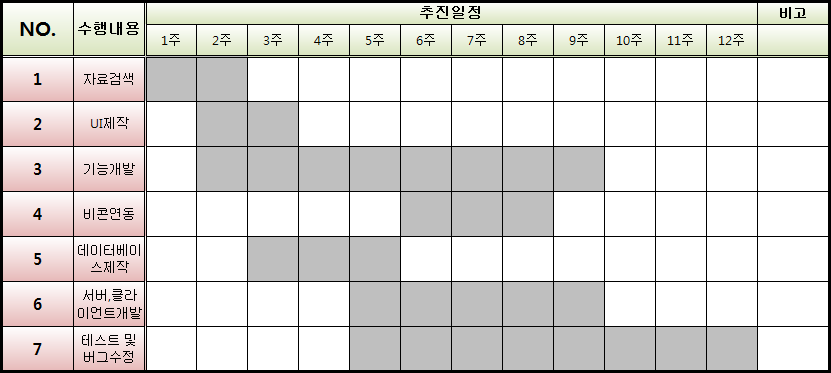 NO. 수행내용 추진일정 비고
1주 2주 3주 4주 5주 6주 7주 8주 9주 10주 11주 12주
1 자료검색
2 UI제작
3 기능개발
4 비콘연동
5 데이터베이
스제작
6 서버,클라
이언트개발
7 테스트 및
버그수정